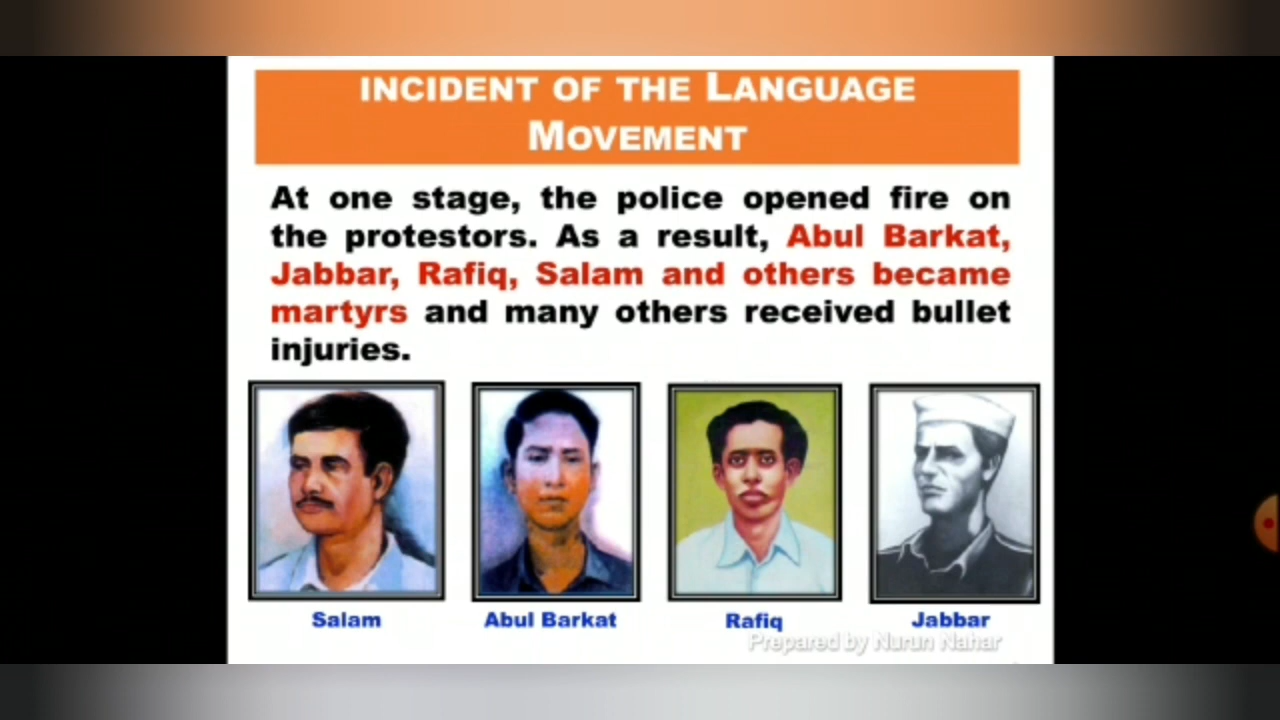 INCIDENT OF THE LANGUAGE
MOVEMENT
At one stage, the police opened fire on
the protestors. As a result, Abul Barkat,
Jabbar, Rafiq, Salam and others became
martyrs and many others received bullet
injuries.
Salam
Abul Barkat
Rafiq
Jabbar
Prepared by Nurun Nahar